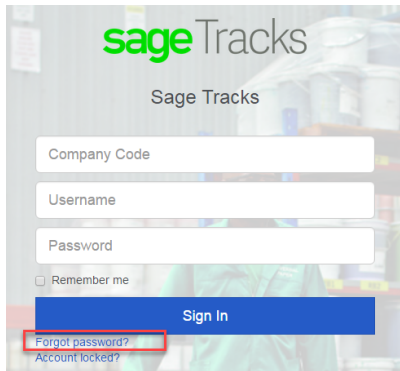 sage Tracks
Sage Tracks
Company Code
Username
Password
Remember me
Sign In
Forgot password?
Account locked?